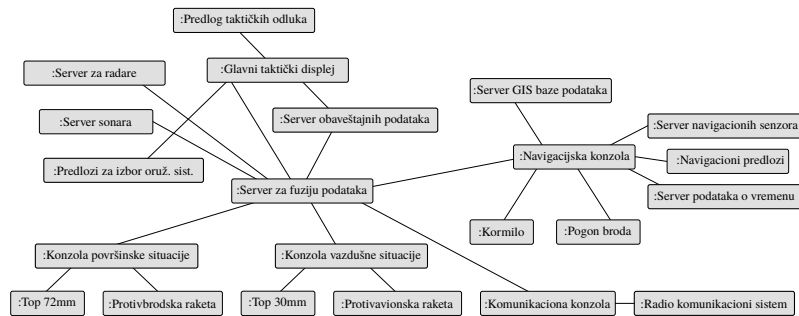 :Predlog taktičkih odluka
:Server za radare
:Glavni taktički displej
:Server GIS baze podataka
:Server sonara
:Server obaveštajnih podataka
:Server navigacionih senzora
:Predlozi za izbor oruž. sist.
:Navigacijska konzola
:Navigacioni predlozi
:Server za fuziju podataka
:Server podataka o vremenu
:Kormilo
:Pogon broda
:Konzola površinske situacije
:Konzola vazdušne situacije
:Top 72mm
:Protivbrodska raketa
:Top 30mm
:Protivavionska raketa
:Komunikaciona konzola
:Radio komunikacioni sistem